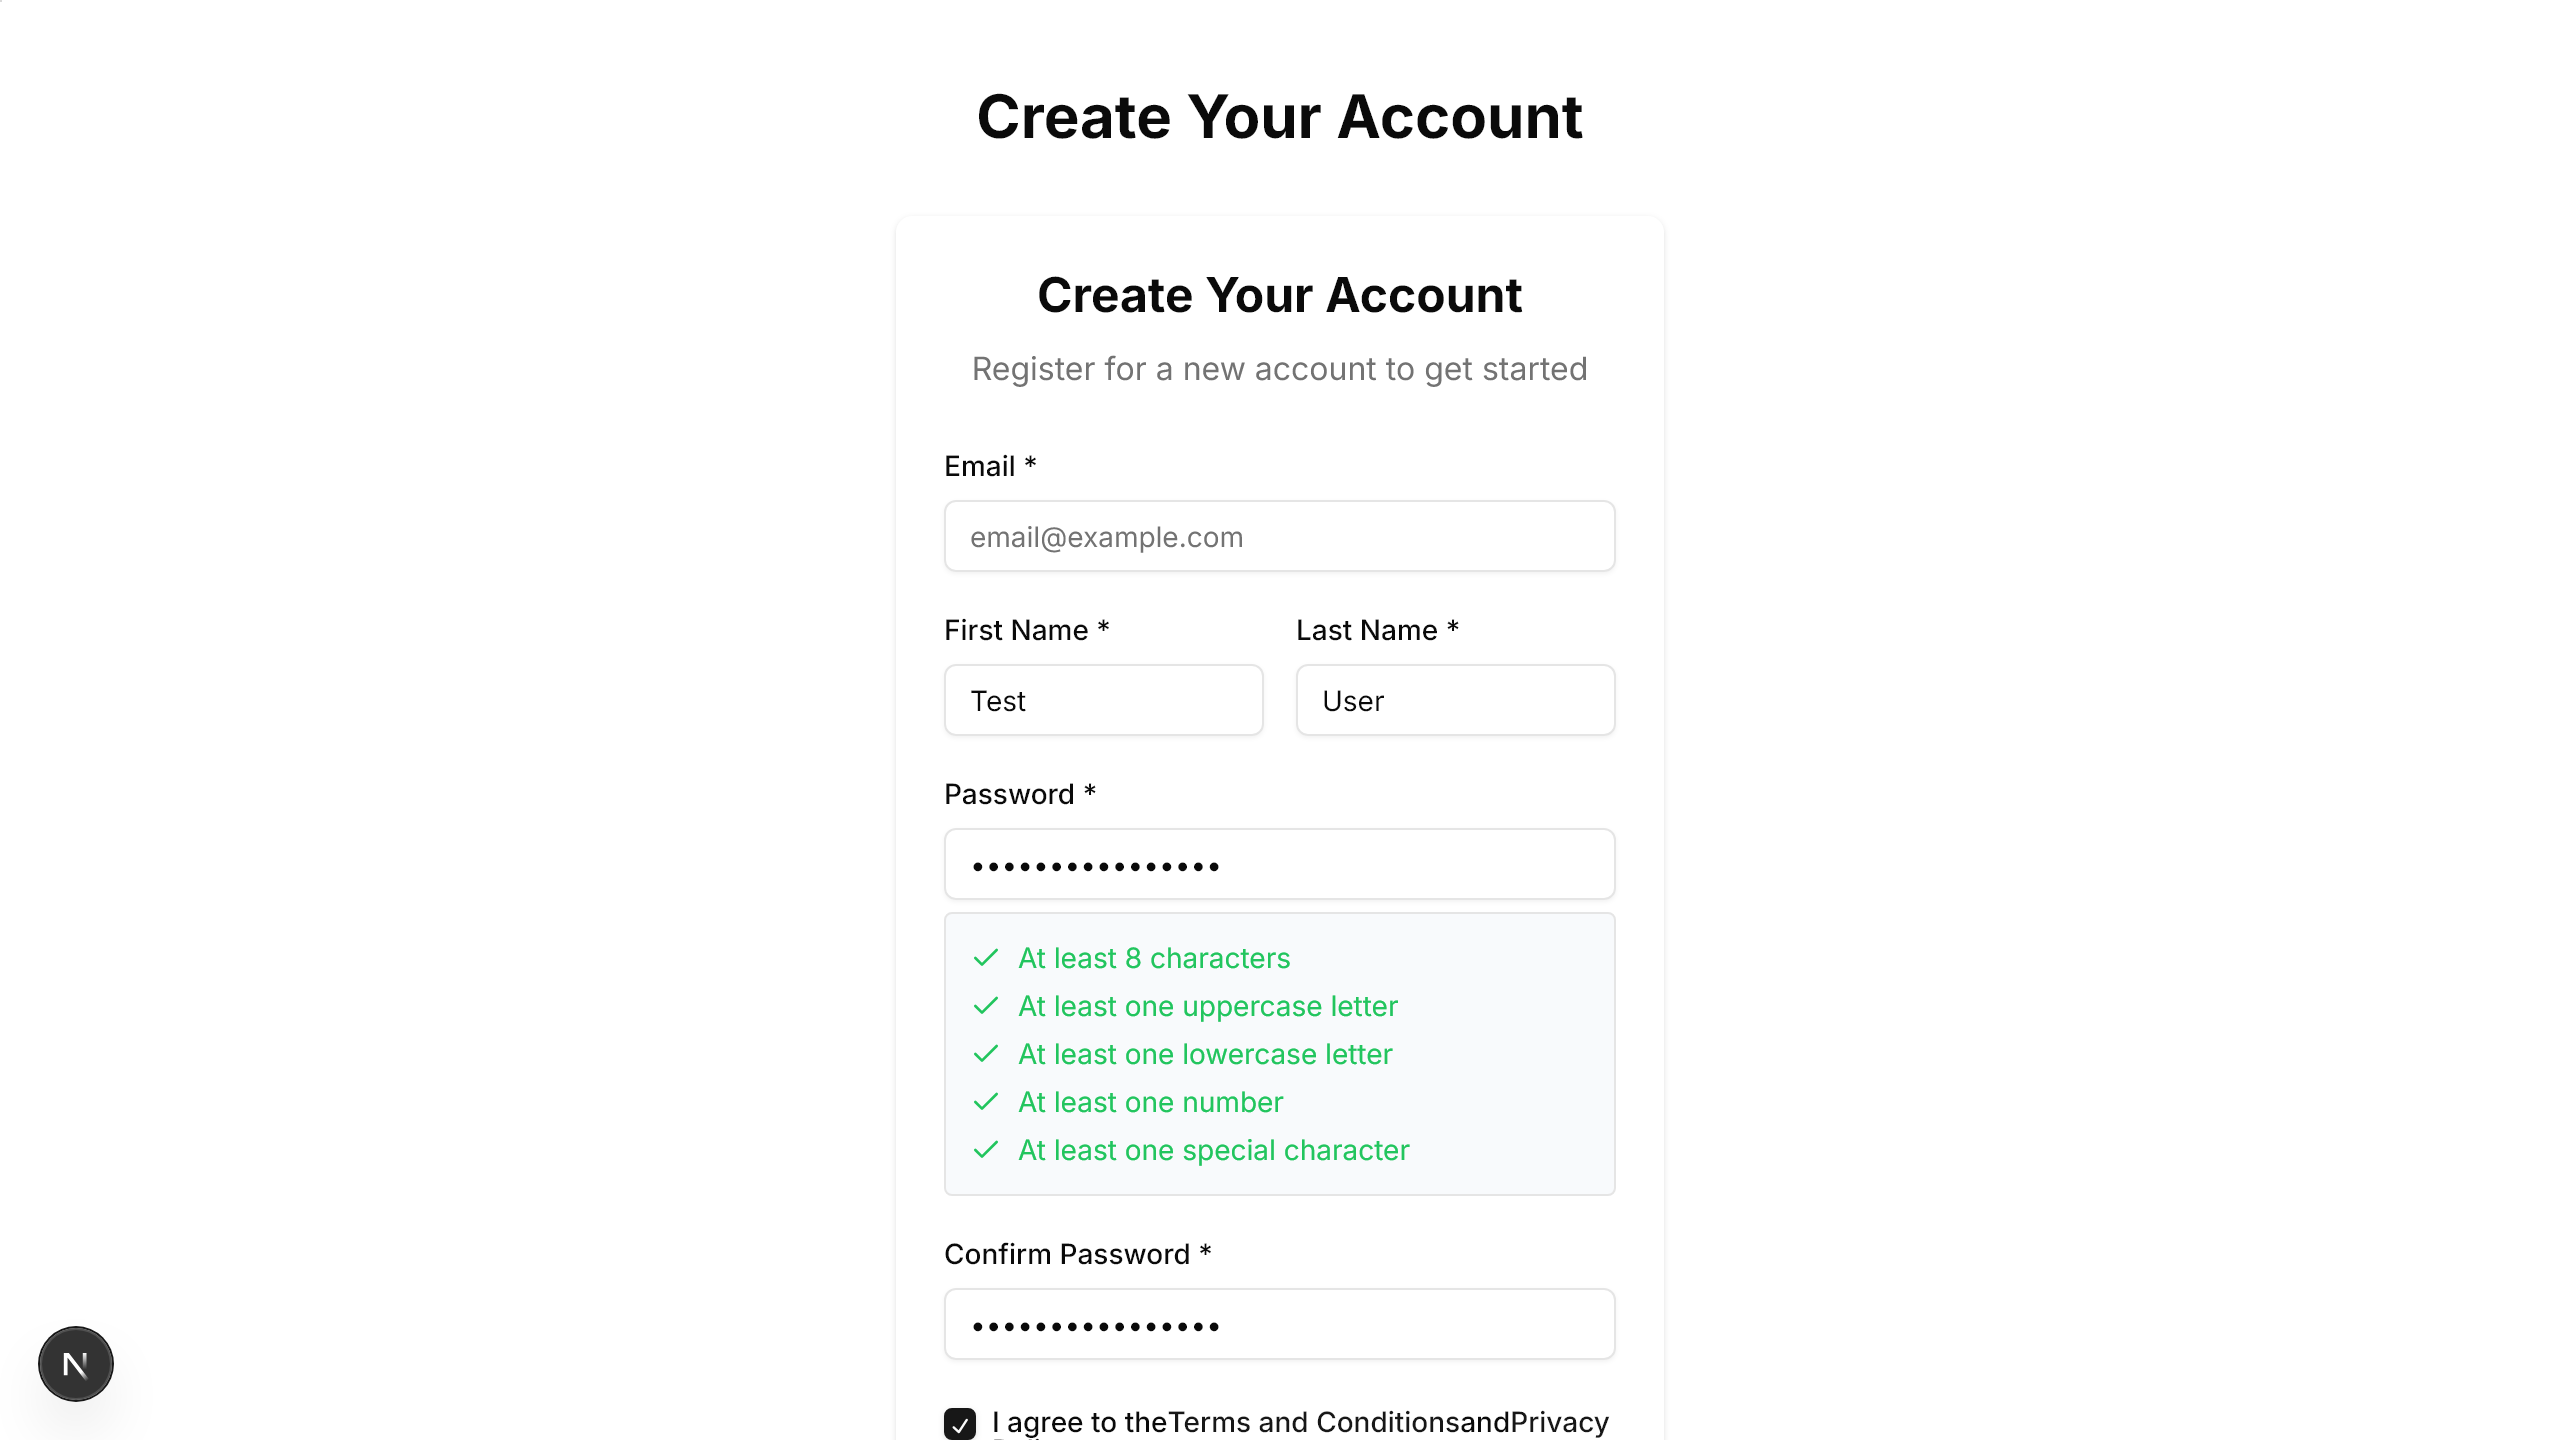 Create Your Account
Create Your Account
Register for a new account to get started
Email *
email@example.com
First Name * Last Name *
Test User
Password *
••••••••••••••••
At least 8 characters
At least one uppercase letter
At least one lowercase letter
At least one number
At least one special character
Confirm Password *
••••••••••••••••
I agree to theTerms and ConditionsandPrivacy
N